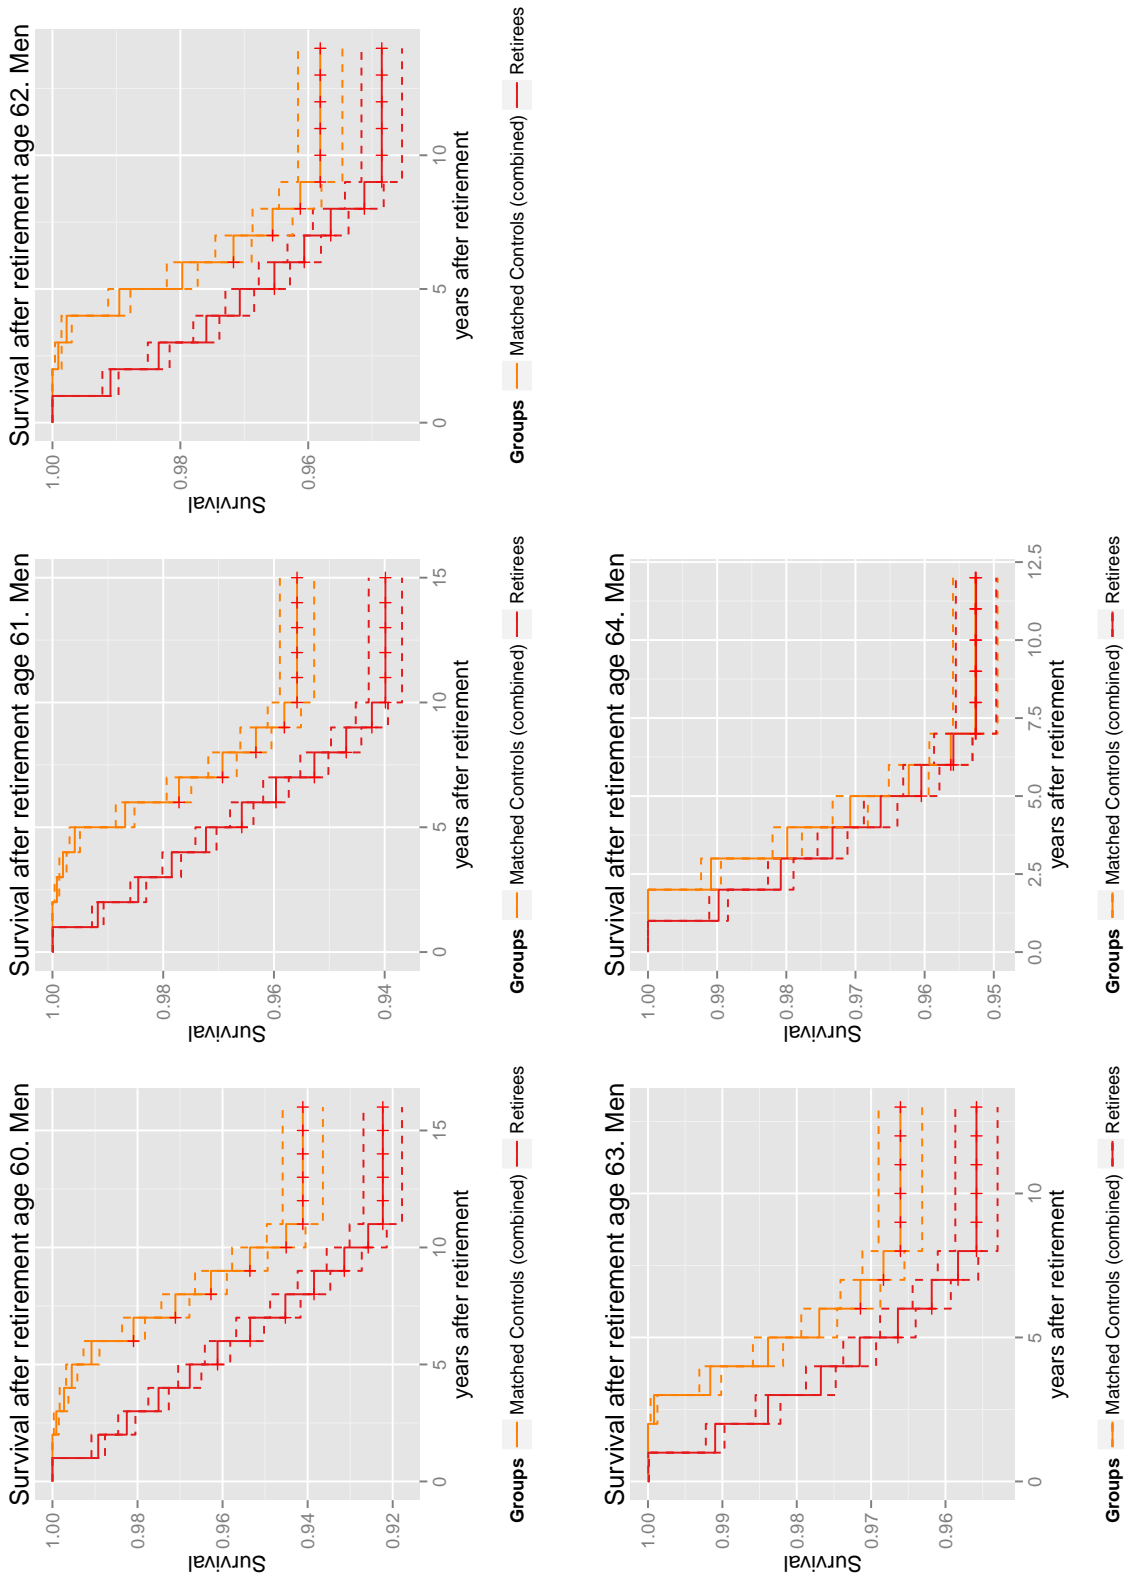 Survival after retirement age 60. Men
1.00
0.98
0.96
0.94
0.92
Survival
0
5
10
15
years after retirement
Groups Matched Controls (combined) Retirees
Survival after retirement age 61. Men
1.00
0.98
0.96
0.94
Survival
0
5
10
15
years after retirement
Groups Matched Controls (combined) Retirees
Survival after retirement age 62. Men
1.00
0.98
0.96
Survival
0
5
10
years after retirement
Groups Matched Controls (combined) Retirees
Survival after retirement age 63. Men
1.00
0.99
0.98
0.97
0.96
Survival
0
5
10
years after retirement
Groups Matched Controls (combined) Retirees
Survival after retirement age 64. Men
1.00
0.99
0.98
0.97
0.96
0.95
Survival
0.0
2.5
5.0
7.5
10.0
12.5
years after retirement
Groups Matched Controls (combined) Retirees